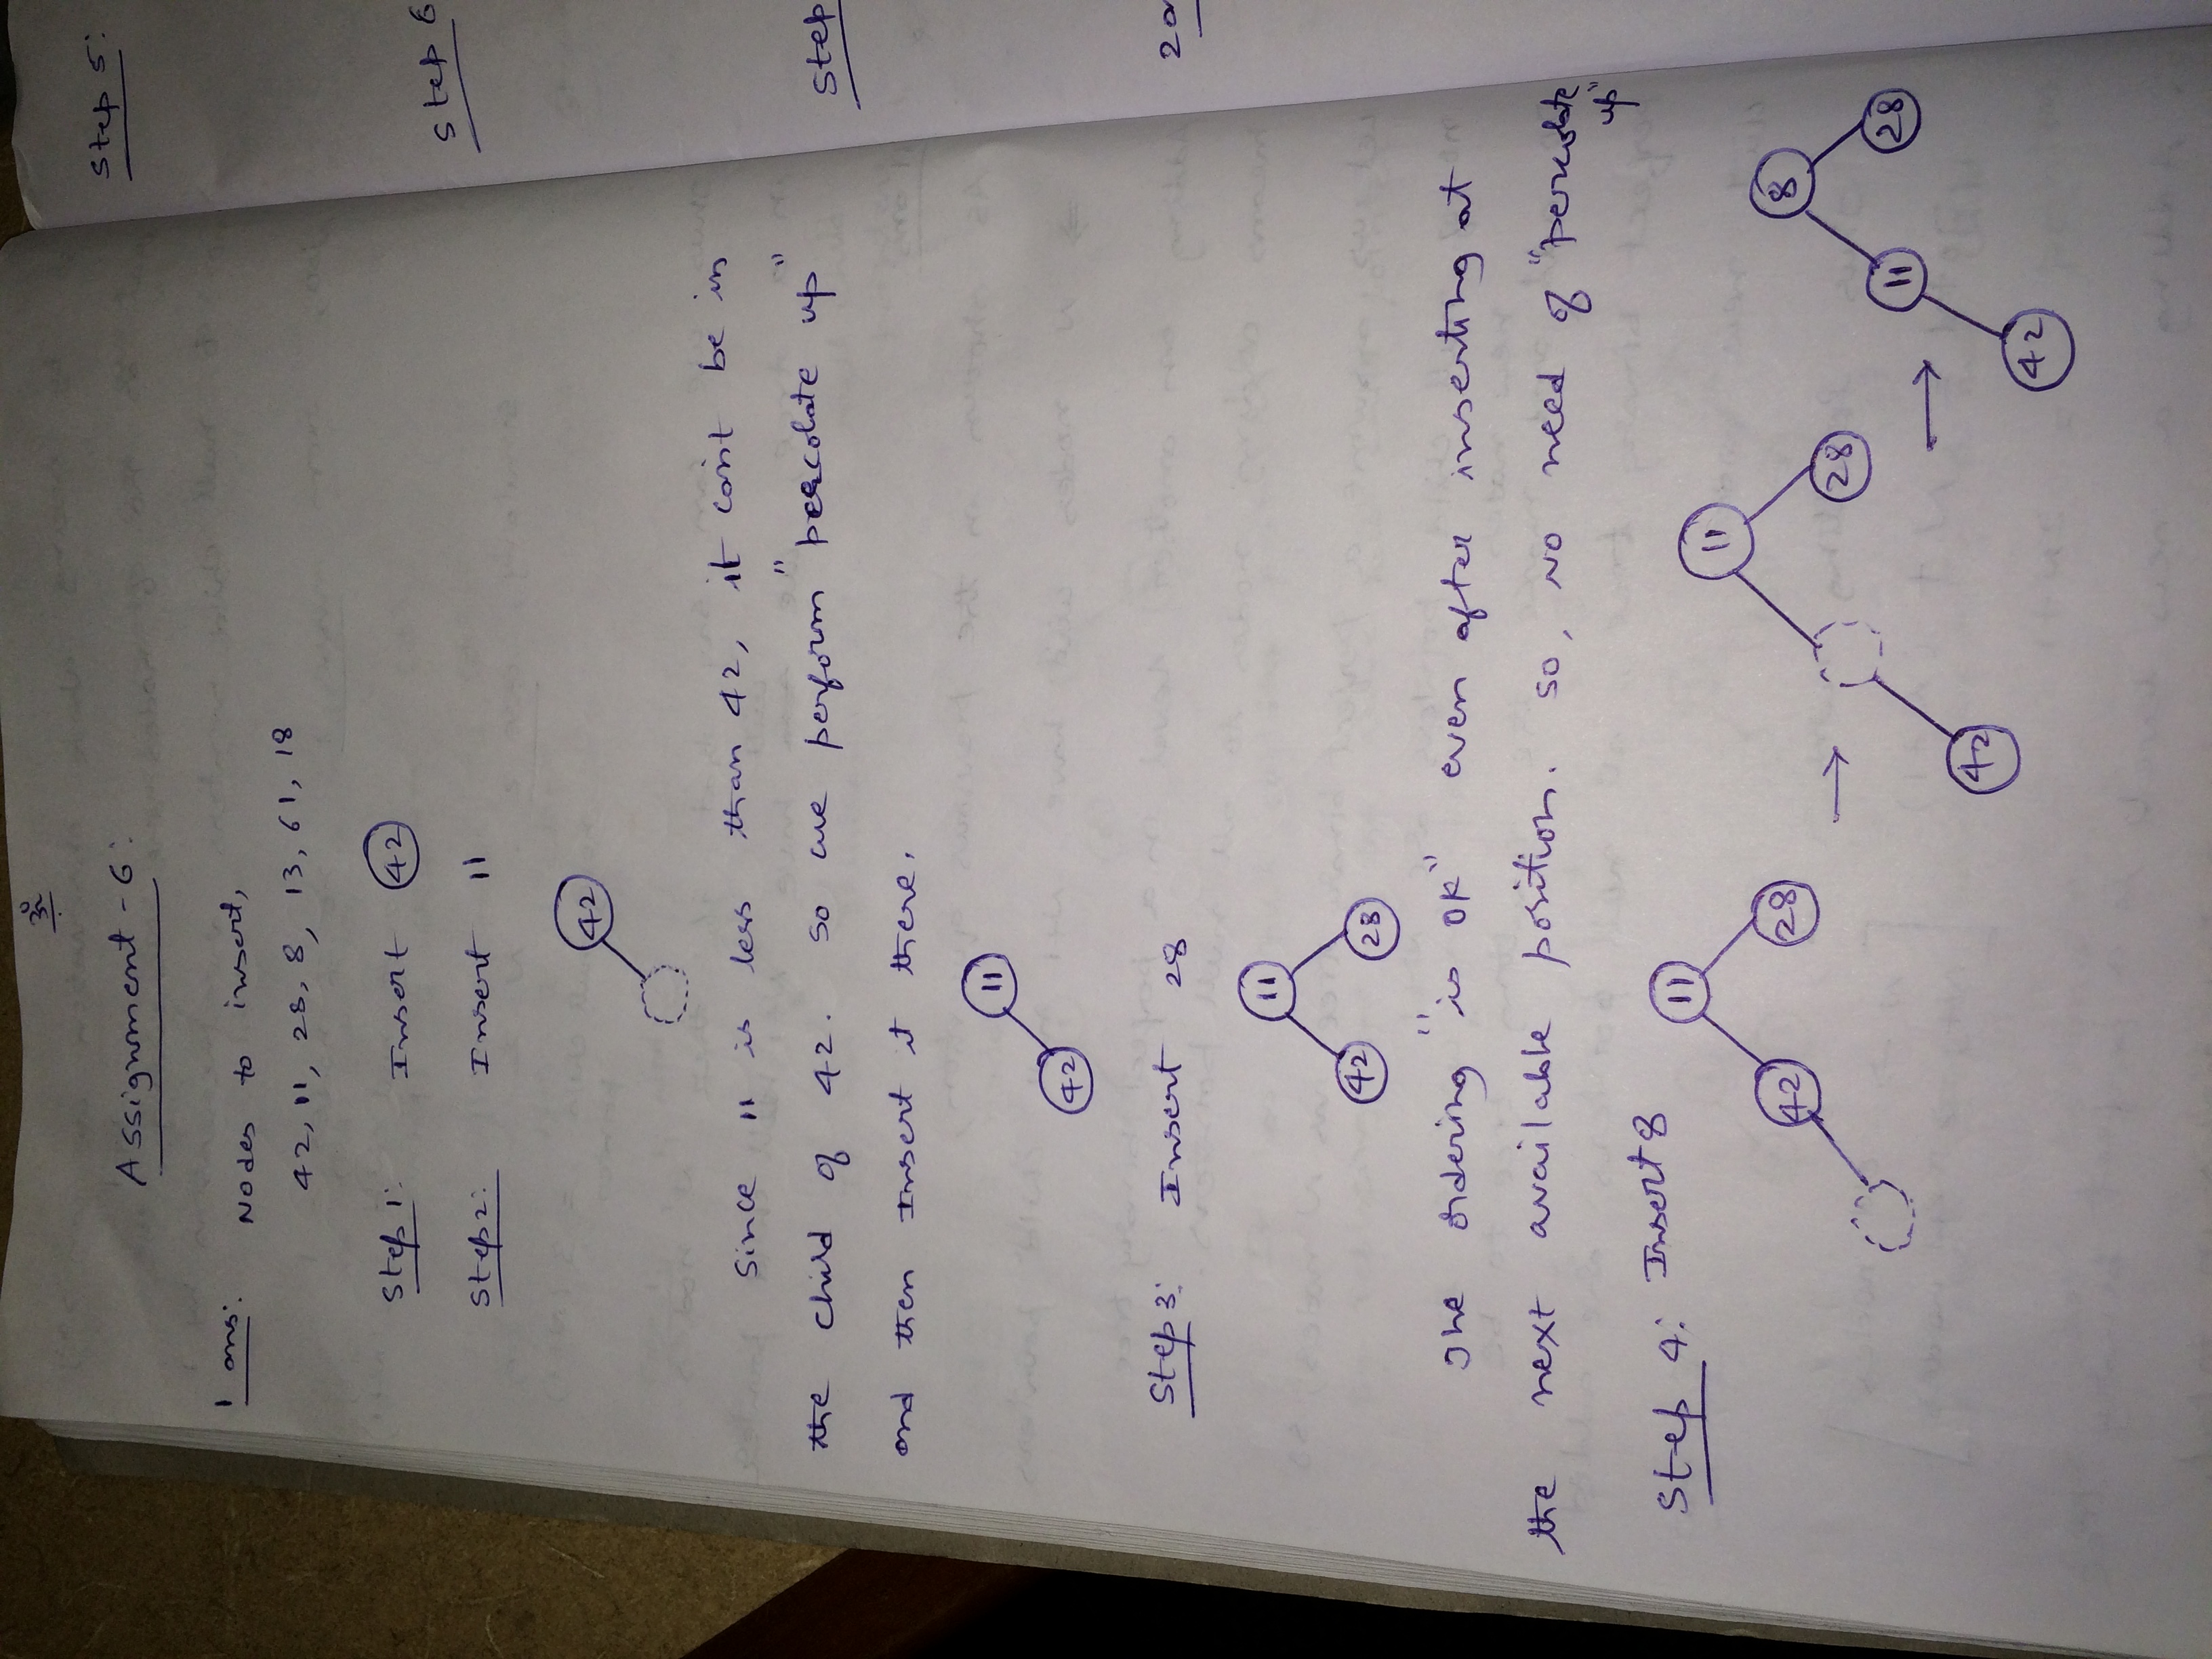 Assignment - 6:
1 ans:
Nodes to insert,
42, 11, 28, 8, 13, 61, 18
Step 1: Insert 42
Step 2: Insert 11
42
Since 11 is less than 42, it can't be in
the child of 42. So we perform "percolate up"
and then Insert it there.
11
42
Step 3: Insert 28
11
42 28
The ordering "is OK" even after inserting at
the next available position. So, No need of "percolate
up"
Step 4: Insert 8
11
42 28
→
11
28
42
→
8
11 28
42
Step 5:
Step 6
Step